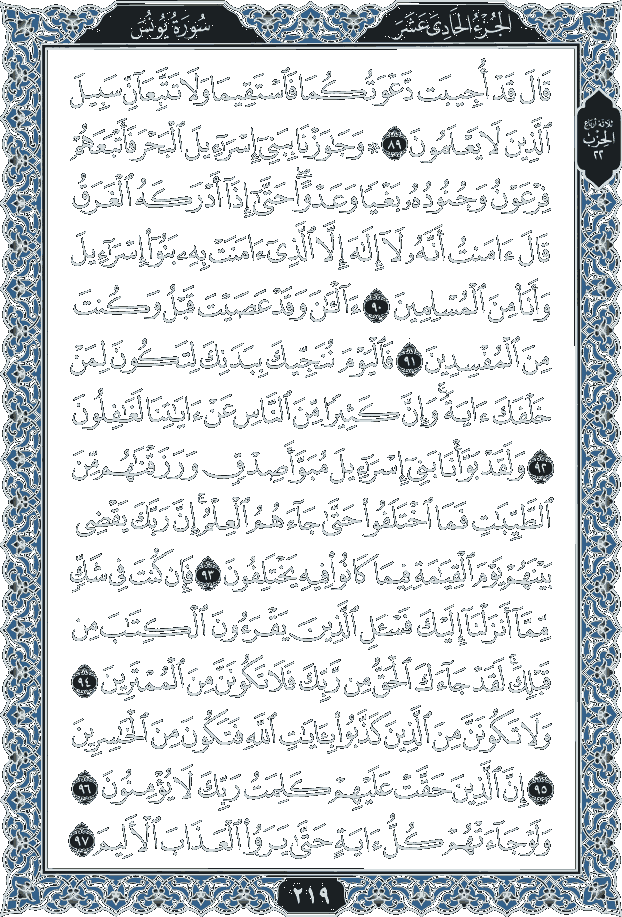 الجزء الحادي عشر
سورة يونس
قَالَ قَدْ أُجِيبَت دَّعْوَتُكُمَا فَٱسْتَقِيمَا وَلَا تَتَّبِعَآنِّ سَبِيلَ
ٱلَّذِينَ لَا يَعْلَمُونَ ٨٩ ۞ وَجَٰوَزْنَا بِبَنِىٓ إِسْرَٰٓءِيلَ ٱلْبَحْرَ فَأَتْبَعَهُمْ
فِرْعَوْنُ وَجُنُودُهُۥ بَغْيًا وَعَدْوًا ۖ حَتَّىٰٓ إِذَآ أَدْرَكَهُ ٱلْغَرَقُ
قَالَ ءَامَنتُ أَنَّهُۥ لَآ إِلَٰهَ إِلَّا ٱلَّذِىٓ ءَامَنَتْ بِهِۦ بَنُوٓا۟ إِسْرَٰٓءِيلَ
وَأَنَا۠ مِنَ ٱلْمُسْلِمِينَ ٩٠ ءَآلْـَٰٔنَ وَقَدْ عَصَيْتَ قَبْلُ وَكُنتَ
مِنَ ٱلْمُفْسِدِينَ ٩١ فَٱلْيَوْمَ نُنَجِّيكَ بِبَدَنِكَ لِتَكُونَ لِمَنْ
خَلْفَكَ ءَايَةً ۚ وَإِنَّ كَثِيرًا مِّنَ ٱلنَّاسِ عَنْ ءَايَٰتِنَا لَغَٰفِلُونَ
٩٢ وَلَقَدْ بَوَّأْنَا بَنِىٓ إِسْرَٰٓءِيلَ مُبَوَّأَ صِدْقٍ وَرَزَقْنَٰهُم مِّنَ
ٱلطَّيِّبَٰتِ فَمَا ٱخْتَلَفُوا۟ حَتَّىٰ جَآءَهُمُ ٱلْعِلْمُ ۚ إِنَّ رَبَّكَ يَقْضِى
بَيْنَهُمْ يَوْمَ ٱلْقِيَٰمَةِ فِيمَا كَانُوا۟ فِيهِ يَخْتَلِفُونَ ٩٣ فَإِن كُنتَ فِى شَكٍّ
مِّمَّآ أَنزَلْنَآ إِلَيْكَ فَسْـَٔلِ ٱلَّذِينَ يَقْرَءُونَ ٱلْكِتَٰبَ مِن
قَبْلِكَ ۚ لَقَدْ جَآءَكَ ٱلْحَقُّ مِن رَّبِّكَ فَلَا تَكُونَنَّ مِنَ ٱلْمُمْتَرِينَ ٩٤
وَلَا تَكُونَنَّ مِنَ ٱلَّذِينَ كَذَّبُوا۟ بِـَٔايَٰتِ ٱللَّهِ فَتَكُونَ مِنَ ٱلْخَٰسِرِينَ
٩٥ إِنَّ ٱلَّذِينَ حَقَّتْ عَلَيْهِمْ كَلِمَتُ رَبِّكَ لَا يُؤْمِنُونَ ٩٦
وَلَوْ جَآءَتْهُمْ كُلُّ ءَايَةٍ حَتَّىٰ يَرَوُا۟ ٱلْعَذَابَ ٱلْأَلِيمَ ٩٧
ثلاثة أرباع
الحزب
٢٢
٢١٩